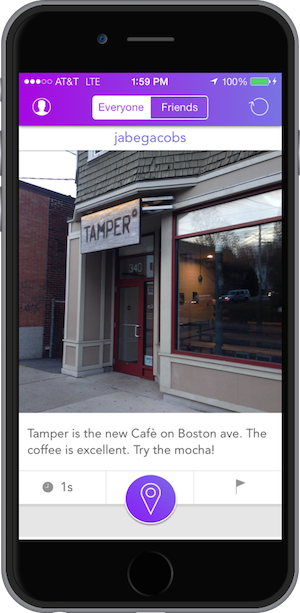 AT&T LTE 1:59 PM 100%
Everyone Friends
jabegacobs
TAMPER
340
Tamper is the new Cafè on Boston ave. The
coffee is excellent. Try the mocha!
1s